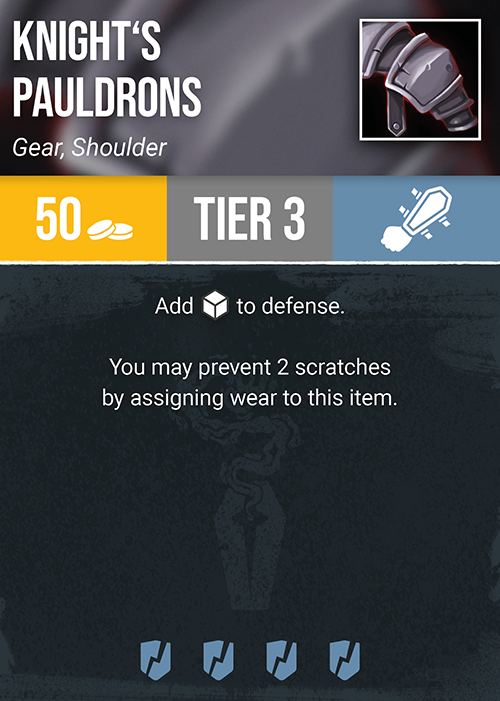 KNIGHT‘S
PAULDRONS
Gear, Shoulder
50
TIER 3
Add to defense.
You may prevent 2 scratches
by assigning wear to this item.